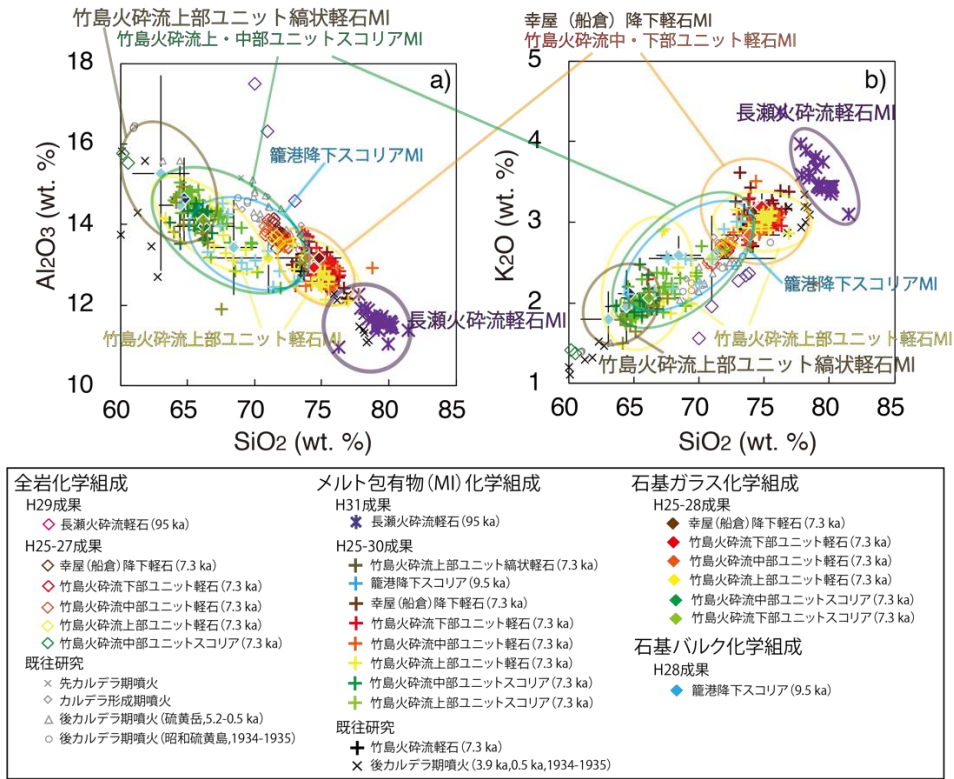 竹島火砕流上部ユニット縞状軽石MI
竹島火砕流上・中部ユニットスコリアMI
幸屋（船倉）降下軽石MI
竹島火砕流中・下部ユニット軽石MI
18
16
14
12
10
Al2O3 (wt. %)
a)
籠港降下スコリアMI
竹島火砕流上部ユニット軽石MI
長瀬火砕流軽石MI
60 65 70 75 80 85
SiO2 (wt. %)
5
4
3
2
1
K2O (wt. %)
b)
長瀬火砕流軽石MI
籠港降下スコリアMI
竹島火砕流上部ユニット軽石MI
竹島火砕流上部ユニット縞状軽石MI
60 65 70 75 80 85
SiO2 (wt. %)
全岩化学組成
H29成果
長瀬火砕流軽石(95 ka)
H25-27成果
幸屋(船倉)降下軽石(7.3 ka)
竹島火砕流下部ユニット軽石(7.3 ka)
竹島火砕流中部ユニット軽石(7.3 ka)
竹島火砕流上部ユニット軽石(7.3 ka)
竹島火砕流中部ユニットスコリア(7.3 ka)
既往研究
先カルデラ期噴火
カルデラ形成期噴火
後カルデラ期噴火(硫黄岳,5.2-0.5 ka)
後カルデラ期噴火(昭和硫黄島,1934-1935)
メルト包有物(MI)化学組成
H31成果
長瀬火砕流軽石(95 ka)
H25-30成果
竹島火砕流上部ユニット縞状軽石(7.3 ka)
籠港降下スコリア(9.5 ka)
幸屋(船倉)降下軽石(7.3 ka)
竹島火砕流下部ユニット軽石(7.3 ka)
竹島火砕流中部ユニット軽石(7.3 ka)
竹島火砕流上部ユニット軽石(7.3 ka)
竹島火砕流中部ユニットスコリア(7.3 ka)
竹島火砕流上部ユニットスコリア(7.3 ka)
既往研究
竹島火砕流軽石(7.3 ka)
後カルデラ期噴火(3.9 ka,0.5 ka,1934-1935)
石基ガラス化学組成
H25-28成果
幸屋(船倉)降下軽石(7.3 ka)
竹島火砕流下部ユニット軽石(7.3 ka)
竹島火砕流中部ユニット軽石(7.3 ka)
竹島火砕流上部ユニット軽石(7.3 ka)
竹島火砕流中部ユニットスコリア(7.3 ka)
竹島火砕流下部ユニットスコリア(7.3 ka)
石基バルク化学組成
H28成果
籠港降下スコリア(9.5 ka)